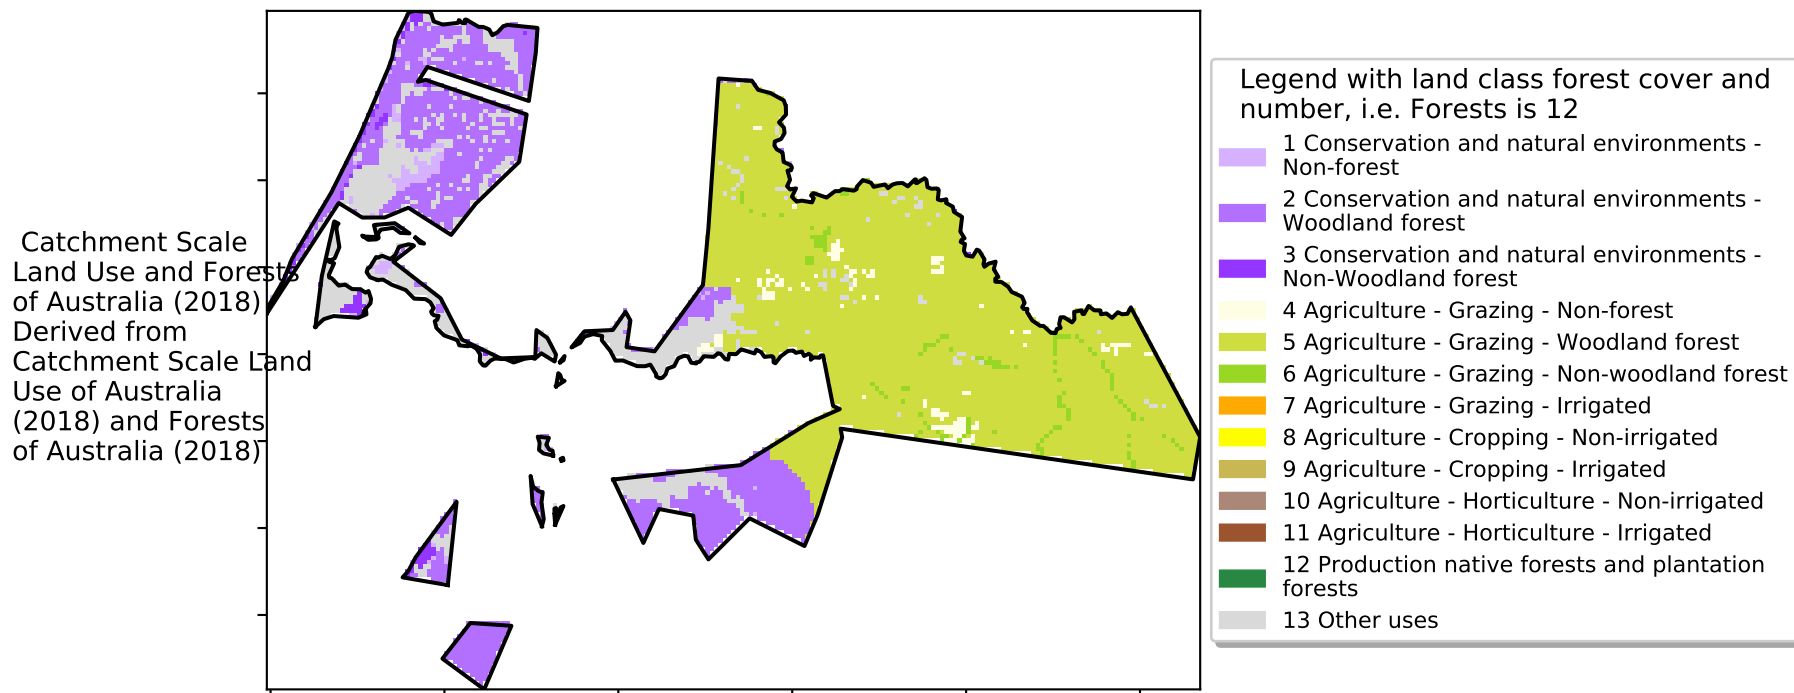 Catchment Scale
Land Use and Forests
of Australia (2018)
Derived from
Catchment Scale Land
Use of Australia
(2018) and Forests
of Australia (2018)
Legend with land class forest cover and
number, i.e. Forests is 12
1 Conservation and natural environments -
Non-forest
2 Conservation and natural environments -
Woodland forest
3 Conservation and natural environments -
Non-Woodland forest
4 Agriculture - Grazing - Non-forest
5 Agriculture - Grazing - Woodland forest
6 Agriculture - Grazing - Non-woodland forest
7 Agriculture - Grazing - Irrigated
8 Agriculture - Cropping - Non-irrigated
9 Agriculture - Cropping - Irrigated
10 Agriculture - Horticulture - Non-irrigated
11 Agriculture - Horticulture - Irrigated
12 Production native forests and plantation
forests
13 Other uses